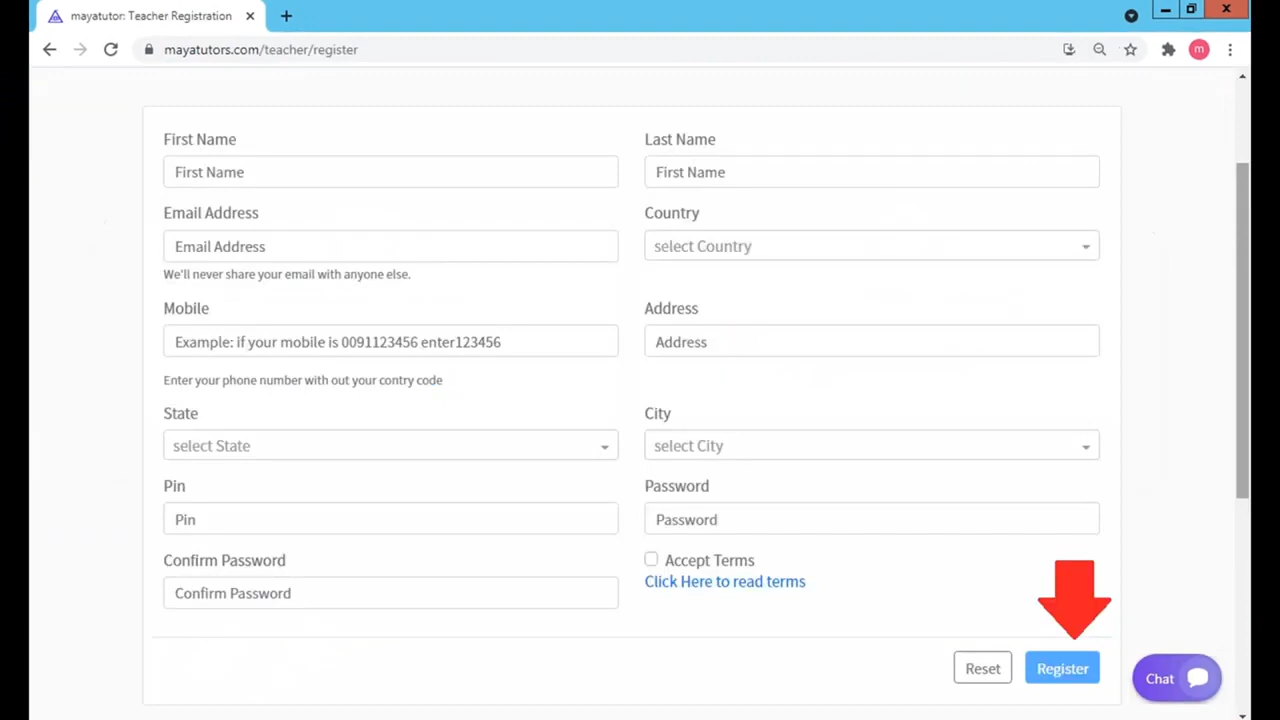 mayatutor: Teacher Registration
mayatutors.com/teacher/register
m
First Name
Last Name
First Name
First Name
Email Address
Country
Email Address
select Country
We'll never share your email with anyone else.
Mobile
Address
Example: if your mobile is 0091123456 enter123456
Address
Enter your phone number with out your contry code
State
City
select State
select City
Pin
Password
Pin
Password
Confirm Password
Accept Terms
Click Here to read terms
Confirm Password
Reset
Register
Chat